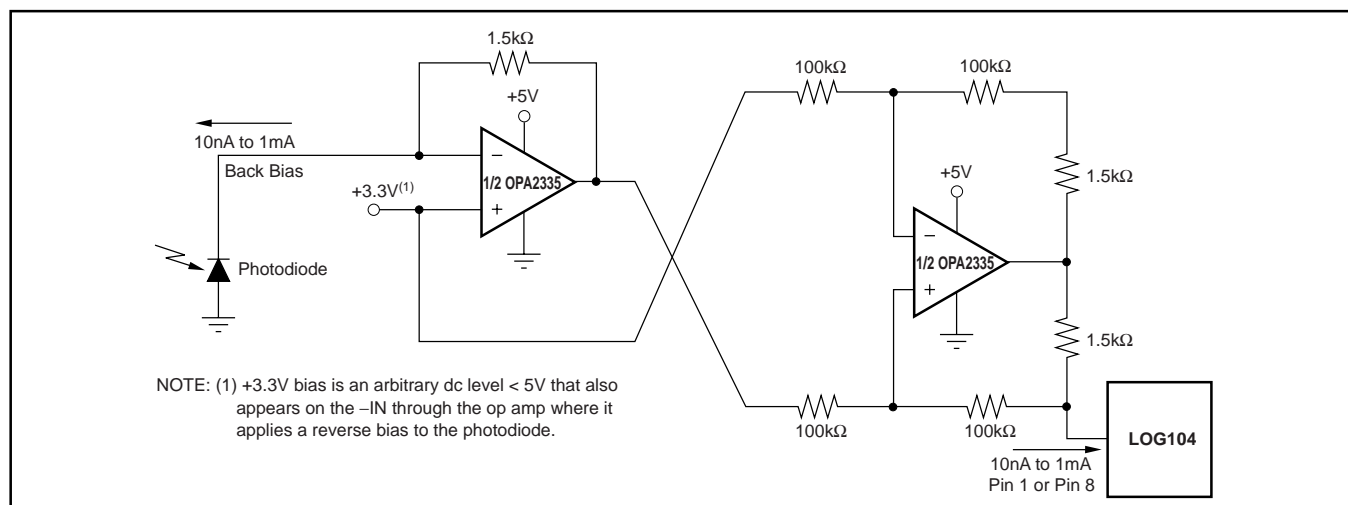 1.5kΩ
+5V
10nA to 1mA
Back Bias
−
1/2 OPA2335
+3.3V(1)
+
Photodiode
NOTE: (1) +3.3V bias is an arbitrary dc level < 5V that also
appears on the −IN through the op amp where it
applies a reverse bias to the photodiode.
100kΩ
100kΩ
1.5kΩ
+5V
−
1/2 OPA2335
+
1.5kΩ
100kΩ
100kΩ
LOG104
10nA to 1mA
Pin 1 or Pin 8